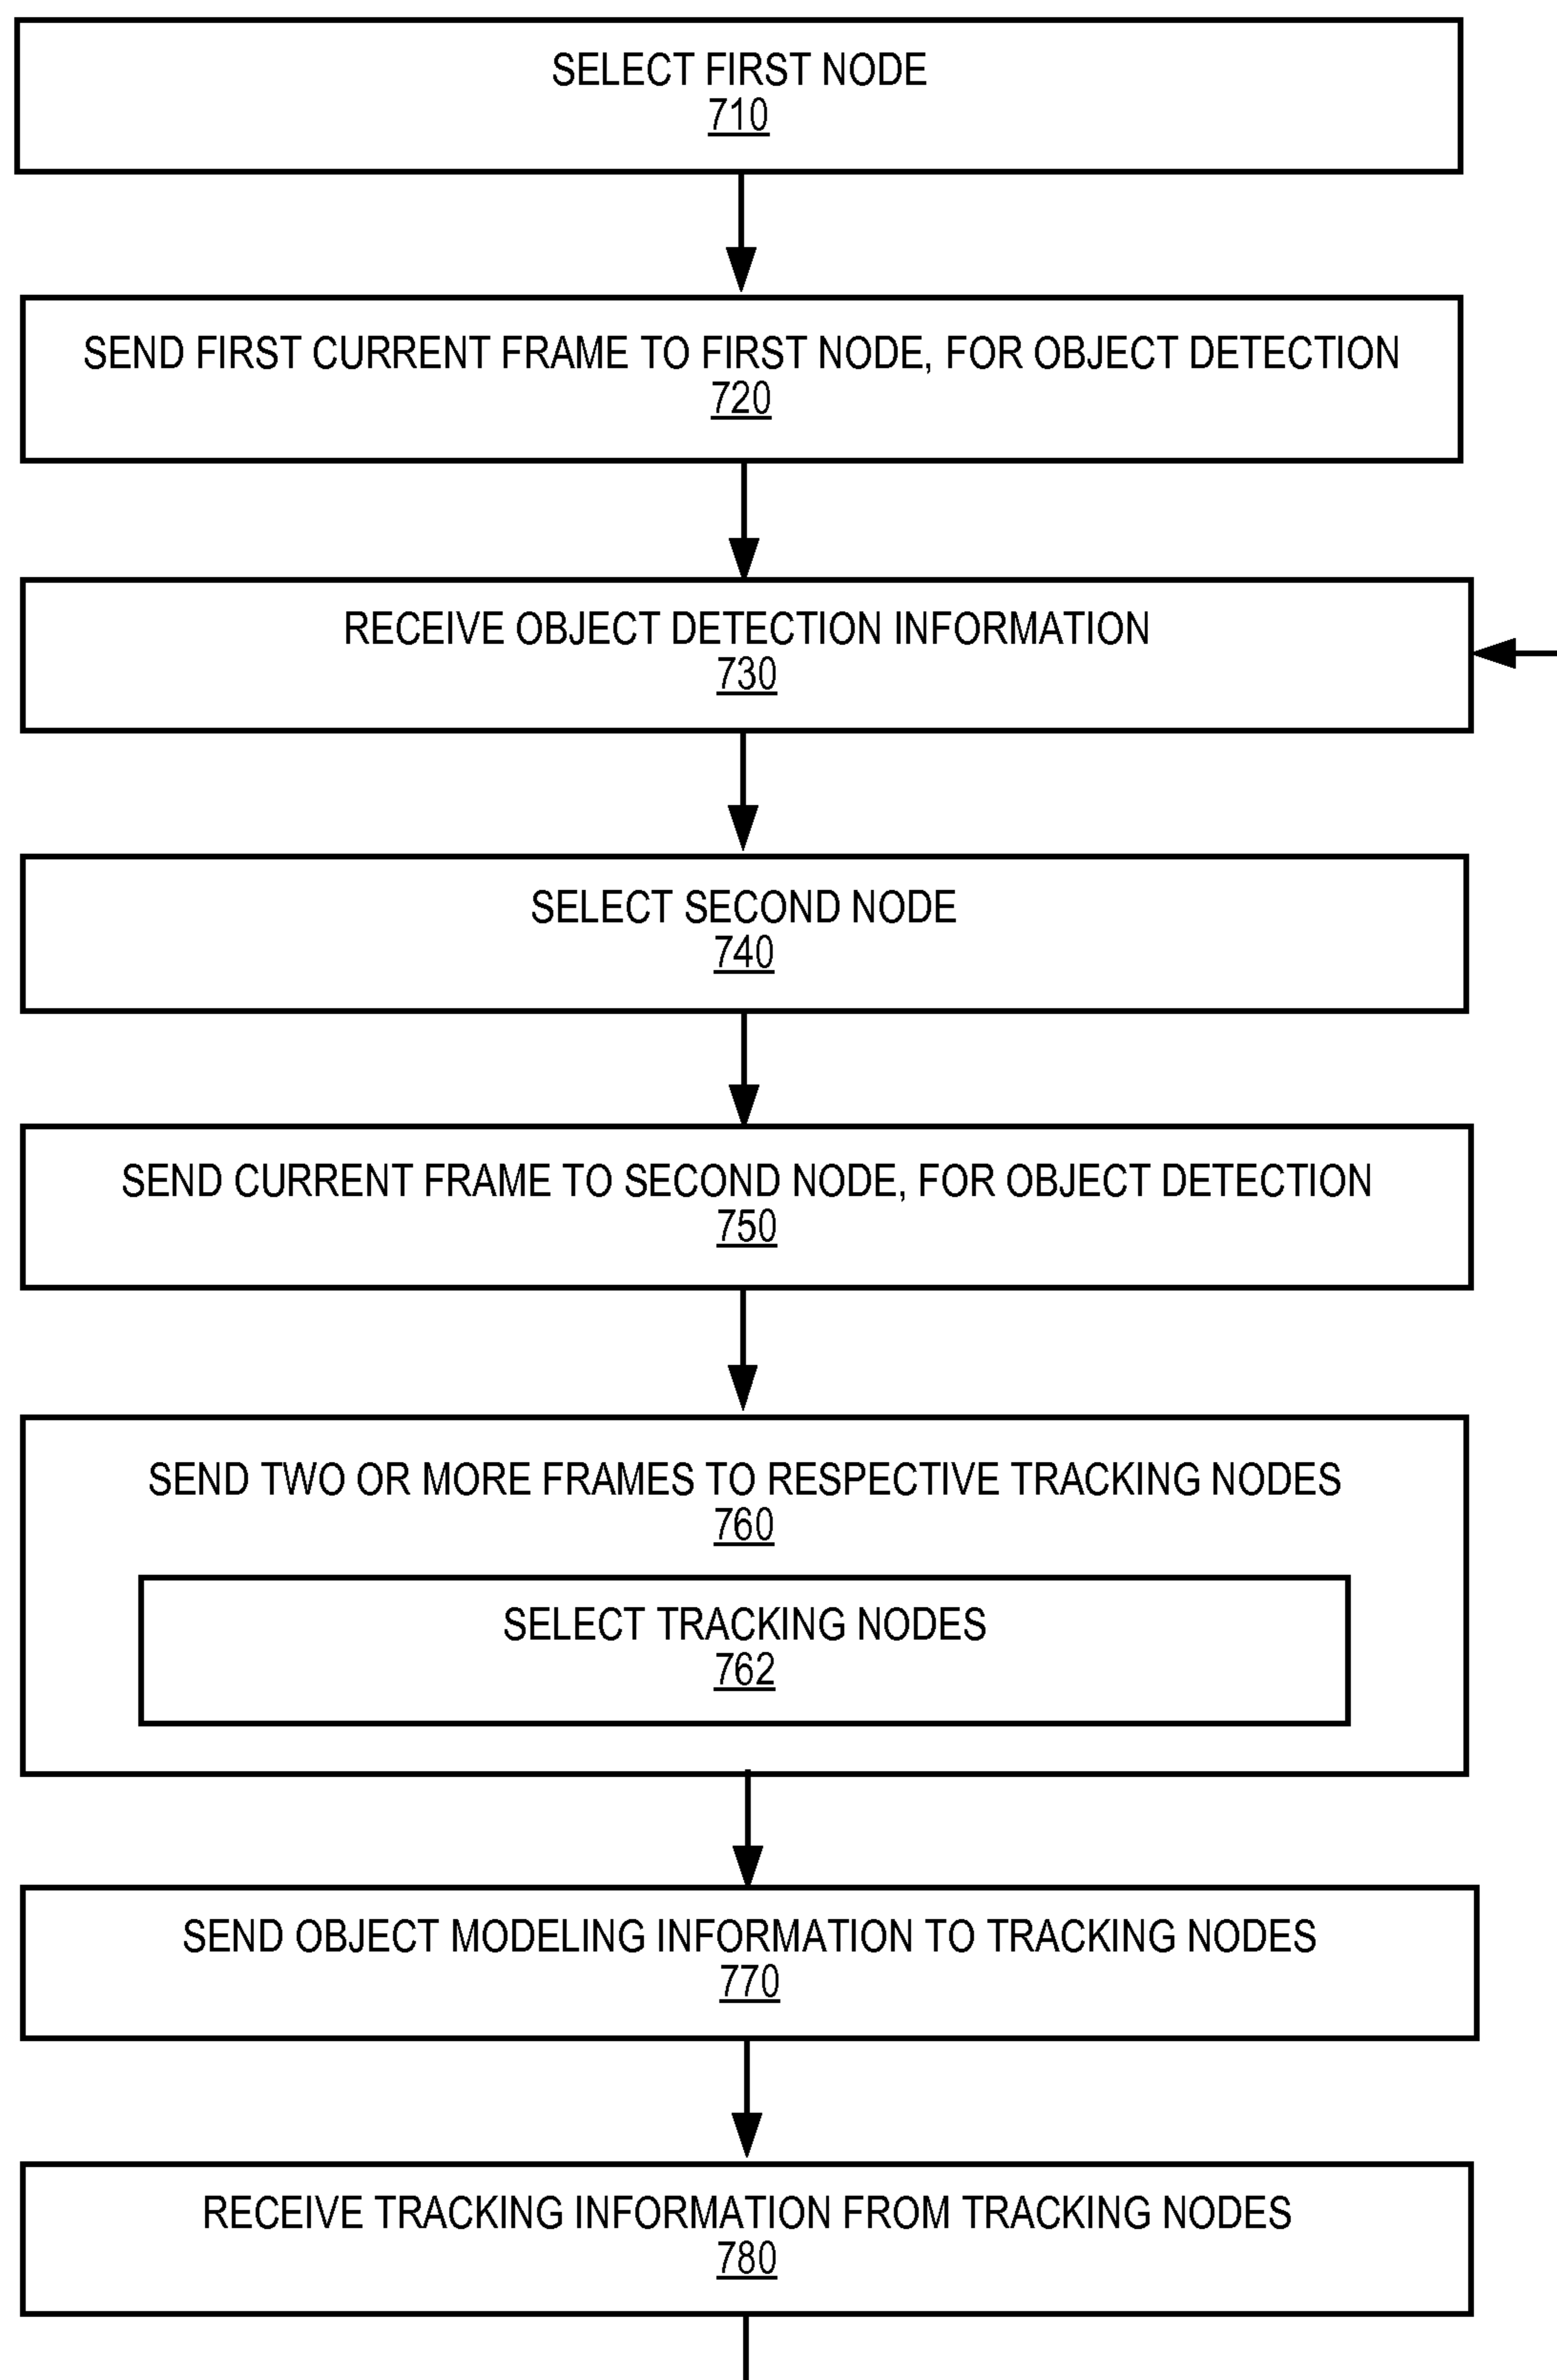 SELECT FIRST NODE
710
SEND FIRST CURRENT FRAME TO FIRST NODE, FOR OBJECT DETECTION
720
RECEIVE OBJECT DETECTION INFORMATION
730
SELECT SECOND NODE
740
SEND CURRENT FRAME TO SECOND NODE, FOR OBJECT DETECTION
750
SEND TWO OR MORE FRAMES TO RESPECTIVE TRACKING NODES
760
SELECT TRACKING NODES
762
SEND OBJECT MODELING INFORMATION TO TRACKING NODES
770
RECEIVE TRACKING INFORMATION FROM TRACKING NODES
780